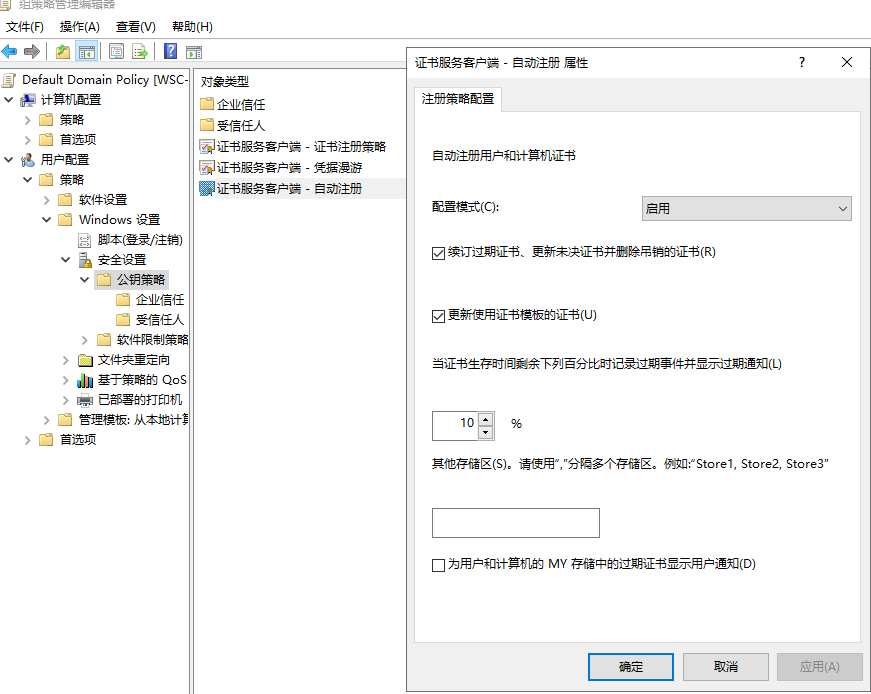 组策略管理编辑器
文件(F) 操作(A) 查看(V) 帮助(H)
Default Domain Policy [WSC-
计算机配置
策略
首选项
用户配置
策略
软件设置
Windows 设置
脚本(登录/注销)
安全设置
公钥策略
企业信任
受信任人
软件限制策略
文件夹重定向
基于策略的 QoS
已部署的打印机
管理模板: 从本地计算
首选项
对象类型
企业信任
受信任人
证书服务客户端 - 证书注册策略
证书服务客户端 - 凭据漫游
证书服务客户端 - 自动注册
证书服务客户端 - 自动注册 属性
?
注册策略配置
自动注册用户和计算机证书
配置模式(C):
启用
续订过期证书、更新未决证书并删除吊销的证书(R)
更新使用证书模板的证书(U)
当证书生存时间剩余下列百分比时记录过期事件并显示过期通知(L)
10 %
其他存储区(S)。请使用“,”分隔多个存储区。例如:“Store1, Store2, Store3”
为用户和计算机的 MY 存储中的过期证书显示用户通知(D)
确定 取消 应用(A)